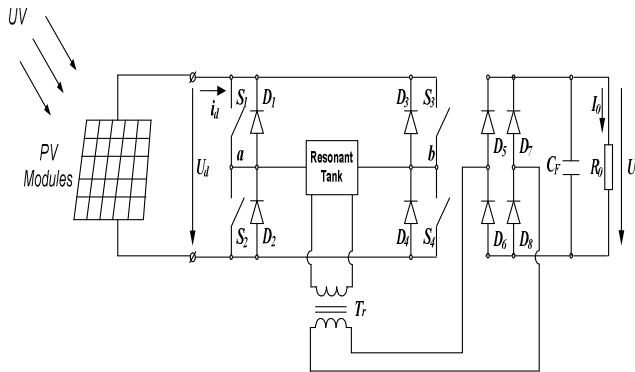 UV
PV
Modules
U_d
i_d
S_1
D_1
D_3
S_3
a
b
Resonant
Tank
S_2
D_2
D_4
S_4
T_r
D_5
D_7
D_6
D_8
C_F
I_0
R_0
U